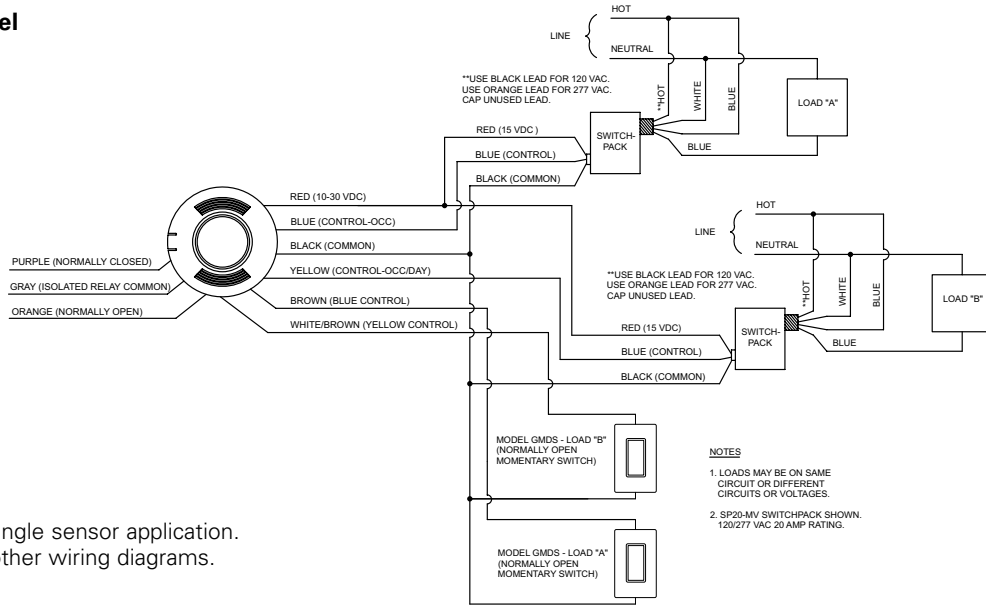 el
HOT
LINE
NEUTRAL
**USE BLACK LEAD FOR 120 VAC.
USE ORANGE LEAD FOR 277 VAC.
CAP UNUSED LEAD.
**HOT
WHITE
BLUE
LOAD "A"
RED (15 VDC )
SWITCH-
PACK
BLUE (CONTROL)
BLUE
BLACK (COMMON)
RED (10-30 VDC)
BLUE (CONTROL-OCC)
BLACK (COMMON)
YELLOW (CONTROL-OCC/DAY)
BROWN (BLUE CONTROL)
WHITE/BROWN (YELLOW CONTROL)
PURPLE (NORMALLY CLOSED)
GRAY (ISOLATED RELAY COMMON)
ORANGE (NORMALLY OPEN)
HOT
LINE
NEUTRAL
**USE BLACK LEAD FOR 120 VAC.
USE ORANGE LEAD FOR 277 VAC.
CAP UNUSED LEAD.
**HOT
WHITE
BLUE
LOAD "B"
RED (15 VDC)
SWITCH-
PACK
BLUE (CONTROL)
BLUE
BLACK (COMMON)
MODEL GMDS - LOAD "B"
(NORMALLY OPEN
MOMENTARY SWITCH)
NOTES
1. LOADS MAY BE ON SAME
CIRCUIT OR DIFFERENT
CIRCUITS OR VOLTAGES.
2. SP20-MV SWITCHPACK SHOWN.
120/277 VAC 20 AMP RATING.
ngle sensor application.
other wiring diagrams.
MODEL GMDS - LOAD "A"
(NORMALLY OPEN
MOMENTARY SWITCH)